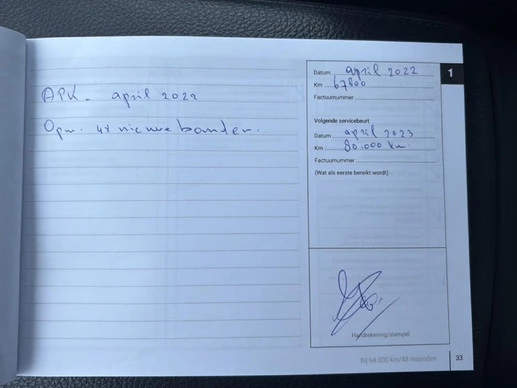 APK - april 2022
Opm. 4x nieuwe banden.
1
Datum april 2022
Km 67800
Factuurnummer
Volgende servicebeurt
Datum april 2023
Km 80.000 km.
Factuurnummer
(Wat als eerste bereikt wordt)
Handtekening/stempel
Bij 64.000 km/48 maanden
33